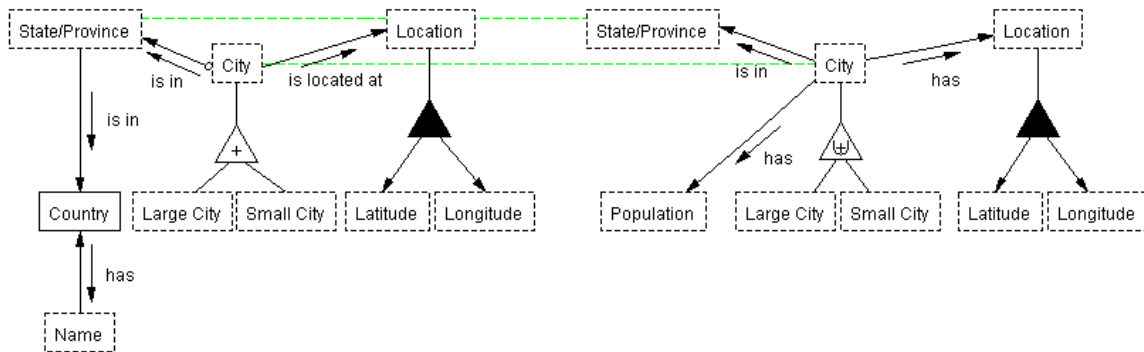 State/Province
Location
State/Province
Location
City
City
is in
is located at
is in
has
is in
has
+
Country
Large City
Small City
Latitude
Longitude
Population
Large City
Small City
Latitude
Longitude
has
Name